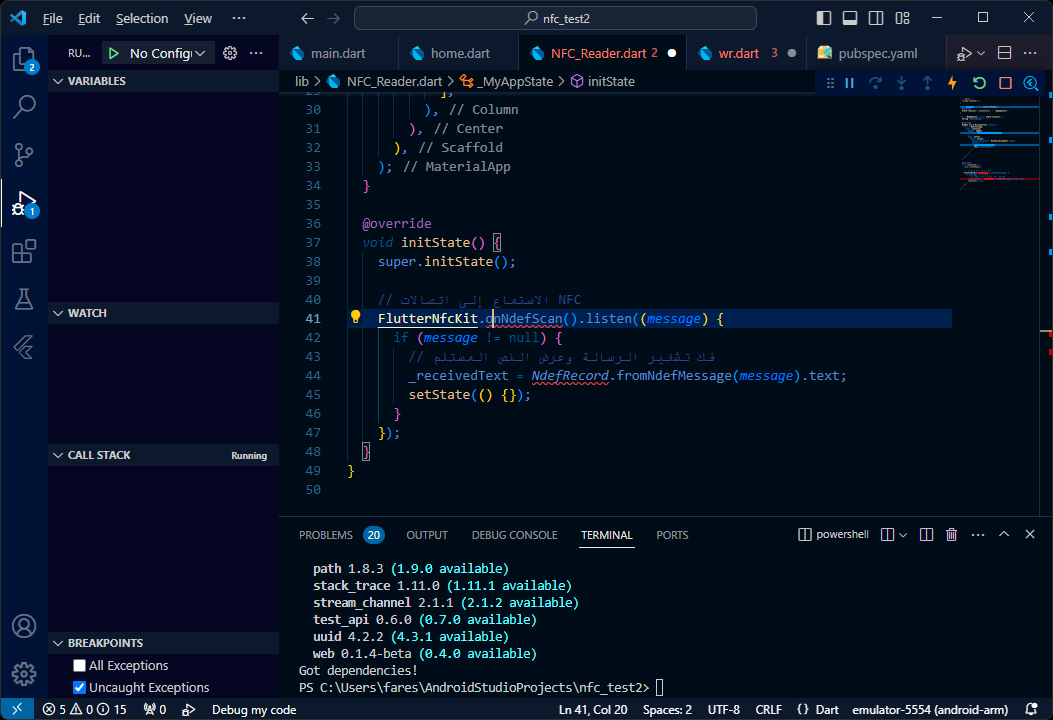 File Edit Selection View ··· nfc_test2
RU... No Config ···
main.dart home.dart NFC_Reader.dart 2 wr.dart 3 pubspec.yaml
2
VARIABLES
lib > NFC_Reader.dart > _MyAppState > initState
30 ), // Column
31 ), // Center
32 ), // Scaffold
33 ); // MaterialApp
34 }
35
36 @override
37 void initState() {
38 super.initState();
39
40 // الاستماع إلى اتصالات NFC
41 FlutterNfcKit.onNdefScan().listen((message) {
42 if (message != null) {
43 // فك تشفير الرسالة وعرض النص المستلم
44 _receivedText = NdefRecord.fromNdefMessage(message).text;
45 setState(() {});
46 }
47 });
48 }
49 }
50
1
WATCH
CALL STACK Running
BREAKPOINTS
All Exceptions
Uncaught Exceptions
PROBLEMS 20 OUTPUT DEBUG CONSOLE TERMINAL PORTS powershell ···
path 1.8.3 (1.9.0 available)
stack_trace 1.11.0 (1.11.1 available)
stream_channel 2.1.1 (2.1.2 available)
test_api 0.6.0 (0.7.0 available)
uuid 4.2.2 (4.3.1 available)
web 0.1.4-beta (0.4.0 available)
Got dependencies!
PS C:\Users\fares\AndroidStudioProjects\nfc_test2>
5 0 15 0 Debug my code Ln 41, Col 20 Spaces: 2 UTF-8 CRLF {} Dart emulator-5554 (android-arm)